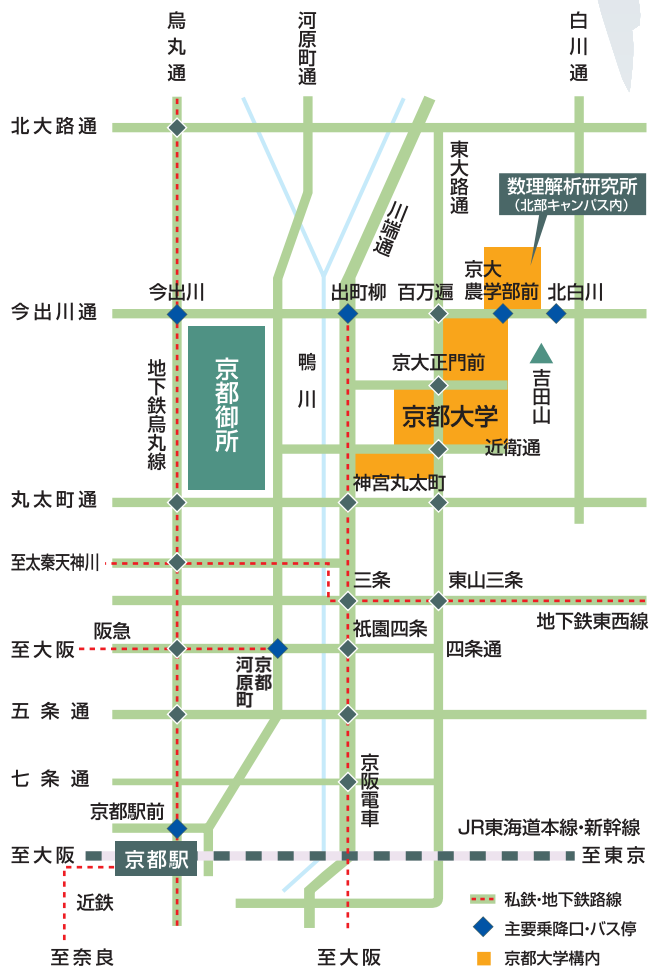 烏丸通
河原町通
白川通
北大路通
東大路通
川端通
数理解析研究所
（北部キャンパス内）
京大
農学部前
今出川
出町柳
百万遍
北白川
今出川通
京都御所
鴨川
京大正門前
吉田山
地下鉄烏丸線
京都大学
近衛通
神宮丸太町
丸太町通
至太秦天神川
三条
東山三条
地下鉄東西線
阪急
祇園四条
至大阪
四条通
京都
河原町
五条通
京阪電車
七条通
京都駅前
JR東海道本線・新幹線
至大阪
京都駅
至東京
近鉄
私鉄・地下鉄路線
主要乗降口・バス停
京都大学構内
至奈良
至大阪